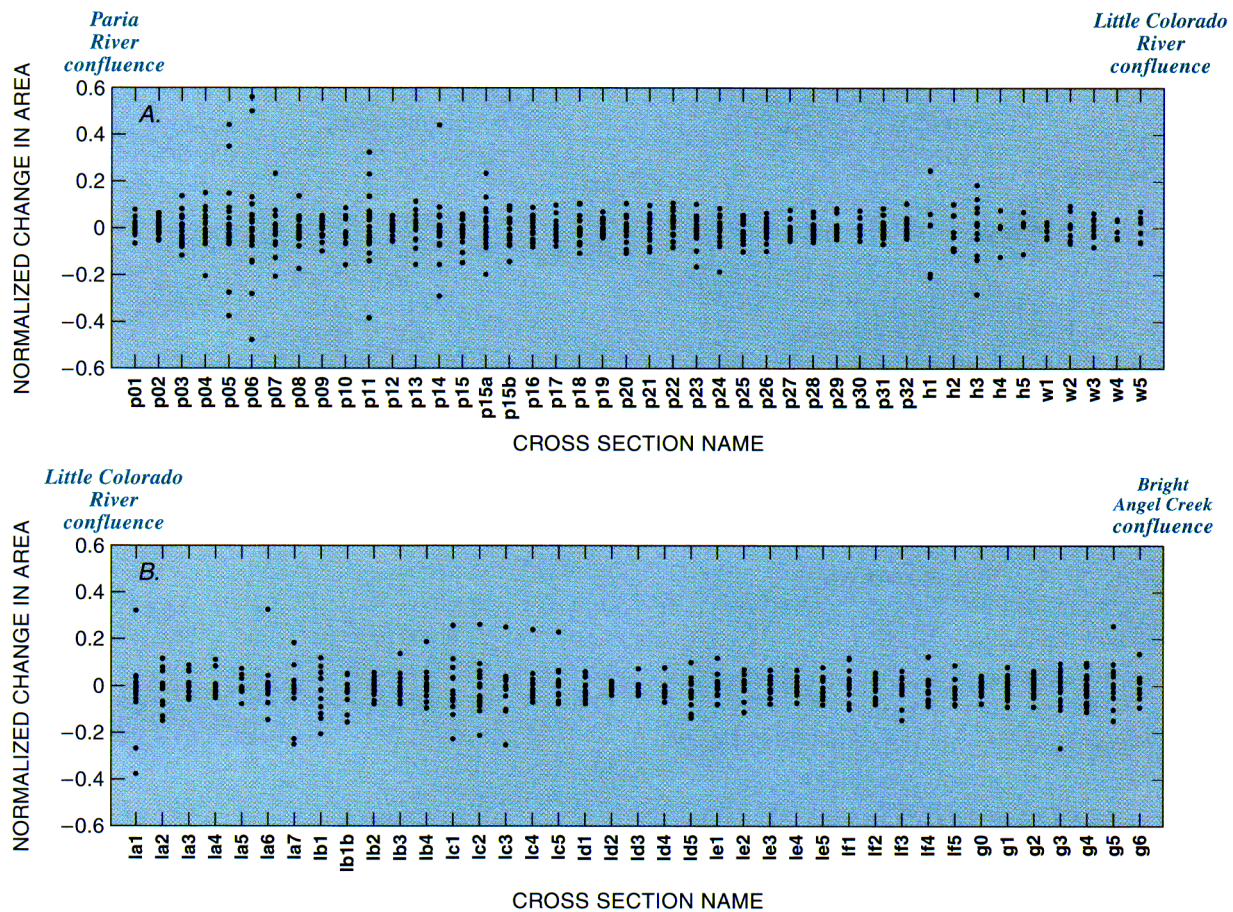 Paria
River
confluence
Little Colorado
River
confluence
NORMALIZED CHANGE IN AREA
0.6
0.4
0.2
0
−0.2
−0.4
−0.6
A.
p01 p02 p03 p04 p05 p06 p07 p08 p09 p10 p11 p12 p13 p14 p15 p15a p15b p16 p17 p18 p19 p20 p21 p22 p23 p24 p25 p26 p27 p28 p29 p30 p31 p32 h1 h2 h3 h4 h5 w1 w2 w3 w4 w5
CROSS SECTION NAME
Little Colorado
River
confluence
Bright
Angel Creek
confluence
NORMALIZED CHANGE IN AREA
0.6
0.4
0.2
0
−0.2
−0.4
−0.6
B.
la1 la2 la3 la4 la5 la6 la7 lb1 lb1b lb2 lb3 lb4 lc1 lc2 lc3 lc4 lc5 lf1 ld2 ld3 ld4 ld5 le1 le2 le3 le4 le5 lf1 lf2 lf3 lf4 lf5 g0 g1 g2 g3 g4 g5 g6
CROSS SECTION NAME